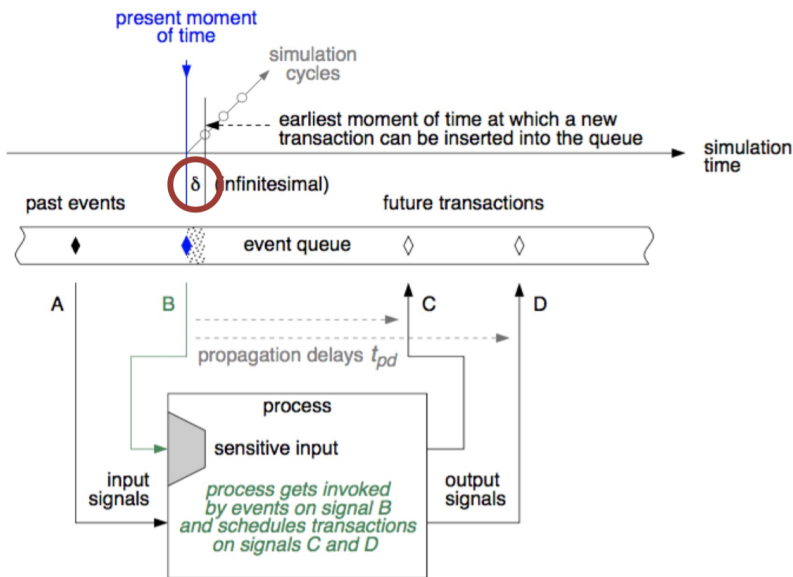 present moment
of time
simulation
cycles
earliest moment of time at which a new
transaction can be inserted into the queue
simulation
time
δ (infinitesimal)
past events
future transactions
event queue
A
B
C
D
propagation delays tpd
process
sensitive input
input
signals
process gets invoked
by events on signal B
and schedules transactions
on signals C and D
output
signals